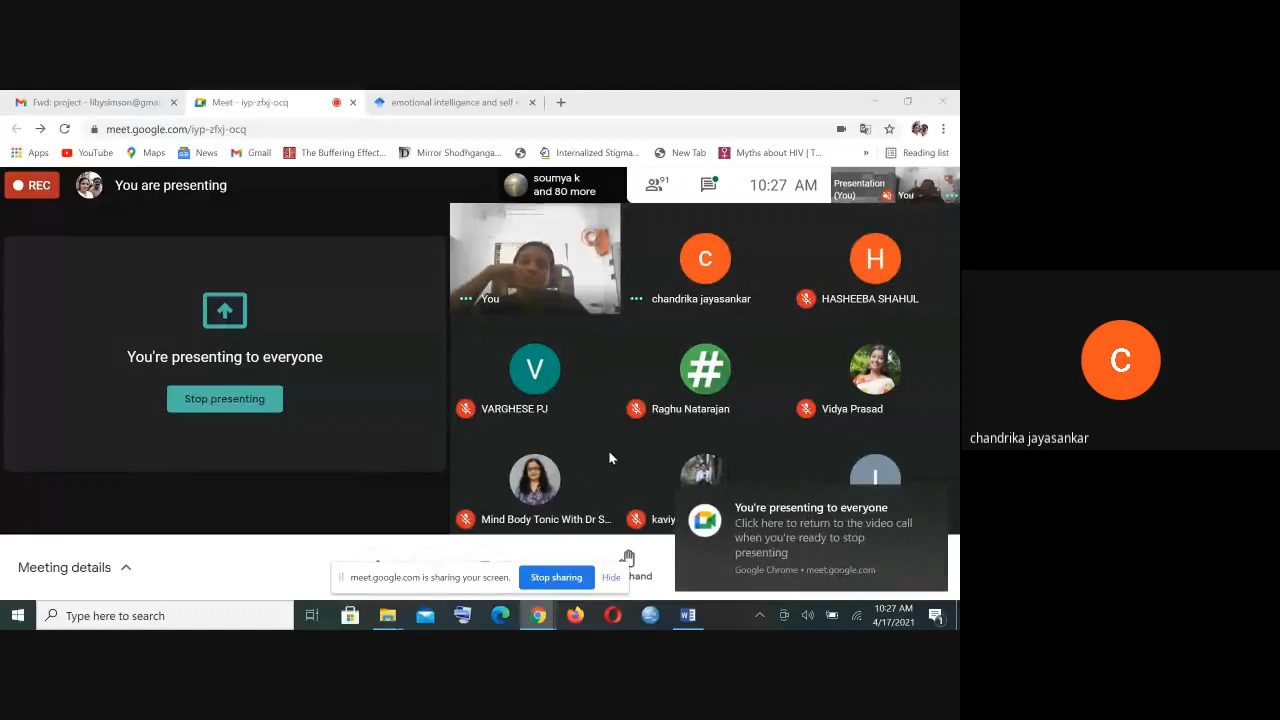 Fwd: project - libysimson@gma
Meet - iyp-zfxj-ocq
emotional intelligence and self
meet.google.com/iyp-zfxj-ocq
Apps
YouTube
Maps
News
Gmail
The Buffering Effect...
Mirror Shodhganga...
Internalized Stigma...
New Tab
Myths about HIV | T...
»
Reading list
REC
You are presenting
soumya k
and 80 more
91
10:27 AM
Presentation
(You)
You
You
C
chandrika jayasankar
H
HASHEEBA SHAHUL
You're presenting to everyone
Stop presenting
V
VARGHESE PJ
#
Raghu Natarajan
Vidya Prasad
Mind Body Tonic With Dr S...
kaviy
You're presenting to everyone
Click here to return to the video call
when you're ready to stop
presenting
Google Chrome • meet.google.com
Meeting details
meet.google.com is sharing your screen.
Stop sharing
Hide
hand
Type here to search
10:27 AM
4/17/2021
1
C
chandrika jayasankar